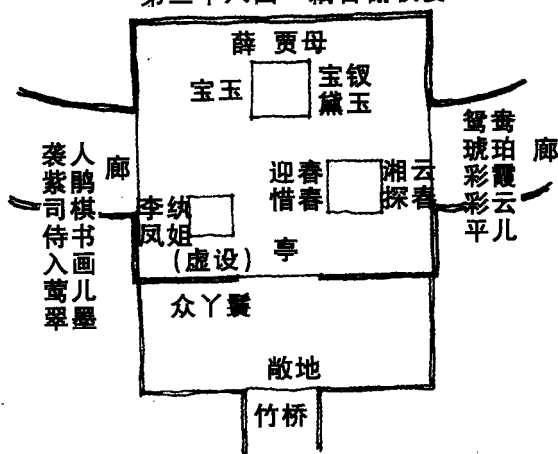 薛 贾母
宝玉
宝钗
黛玉
鸳鸯
琥珀
彩霞
彩云
平儿
廊
袭人
紫鹃
司棋
侍书
入画
莺儿
翠墨
廊
迎春
惜春
湘云
探春
李纨
凤姐
(虚设)
亭
众丫鬟
敞地
竹桥